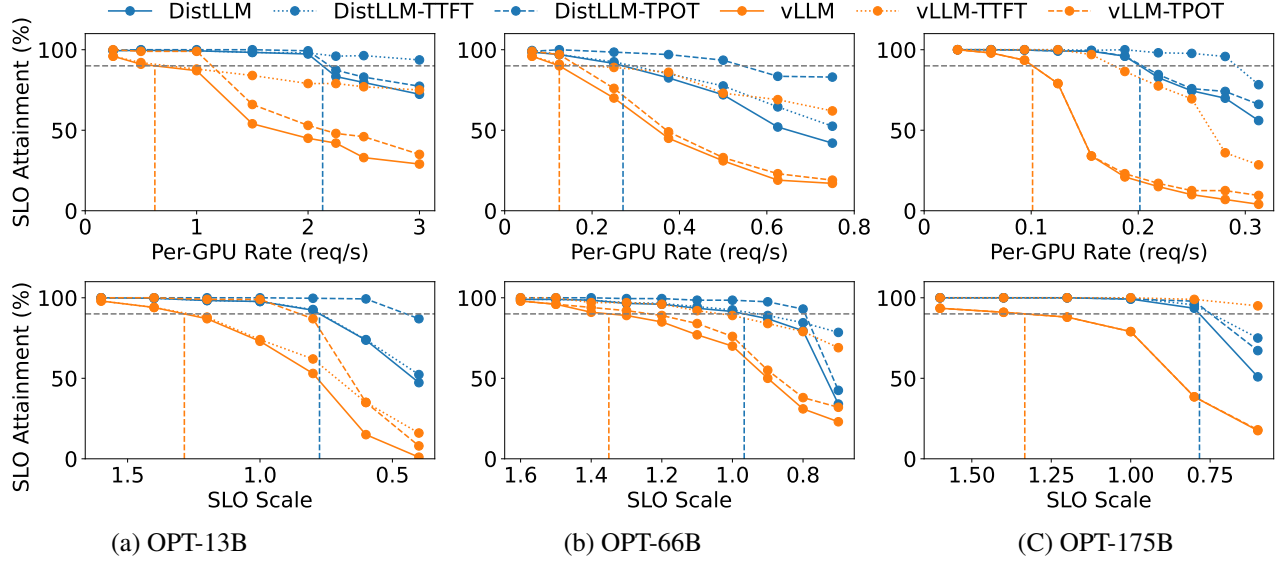 DistLLM DistLLM-TTFT DistLLM-TPOT vLLM vLLM-TTFT vLLM-TPOT
SLO Attainment (%)
100
50
0
0 1 2 3
Per-GPU Rate (req/s)
100
50
0
0.0 0.2 0.4 0.6 0.8
Per-GPU Rate (req/s)
100
50
0
0.0 0.1 0.2 0.3
Per-GPU Rate (req/s)
SLO Attainment (%)
100
50
0
1.5 1.0 0.5
SLO Scale
100
50
0
1.6 1.4 1.2 1.0 0.8
SLO Scale
100
50
0
1.50 1.25 1.00 0.75
SLO Scale
(a) OPT-13B
(b) OPT-66B
(C) OPT-175B